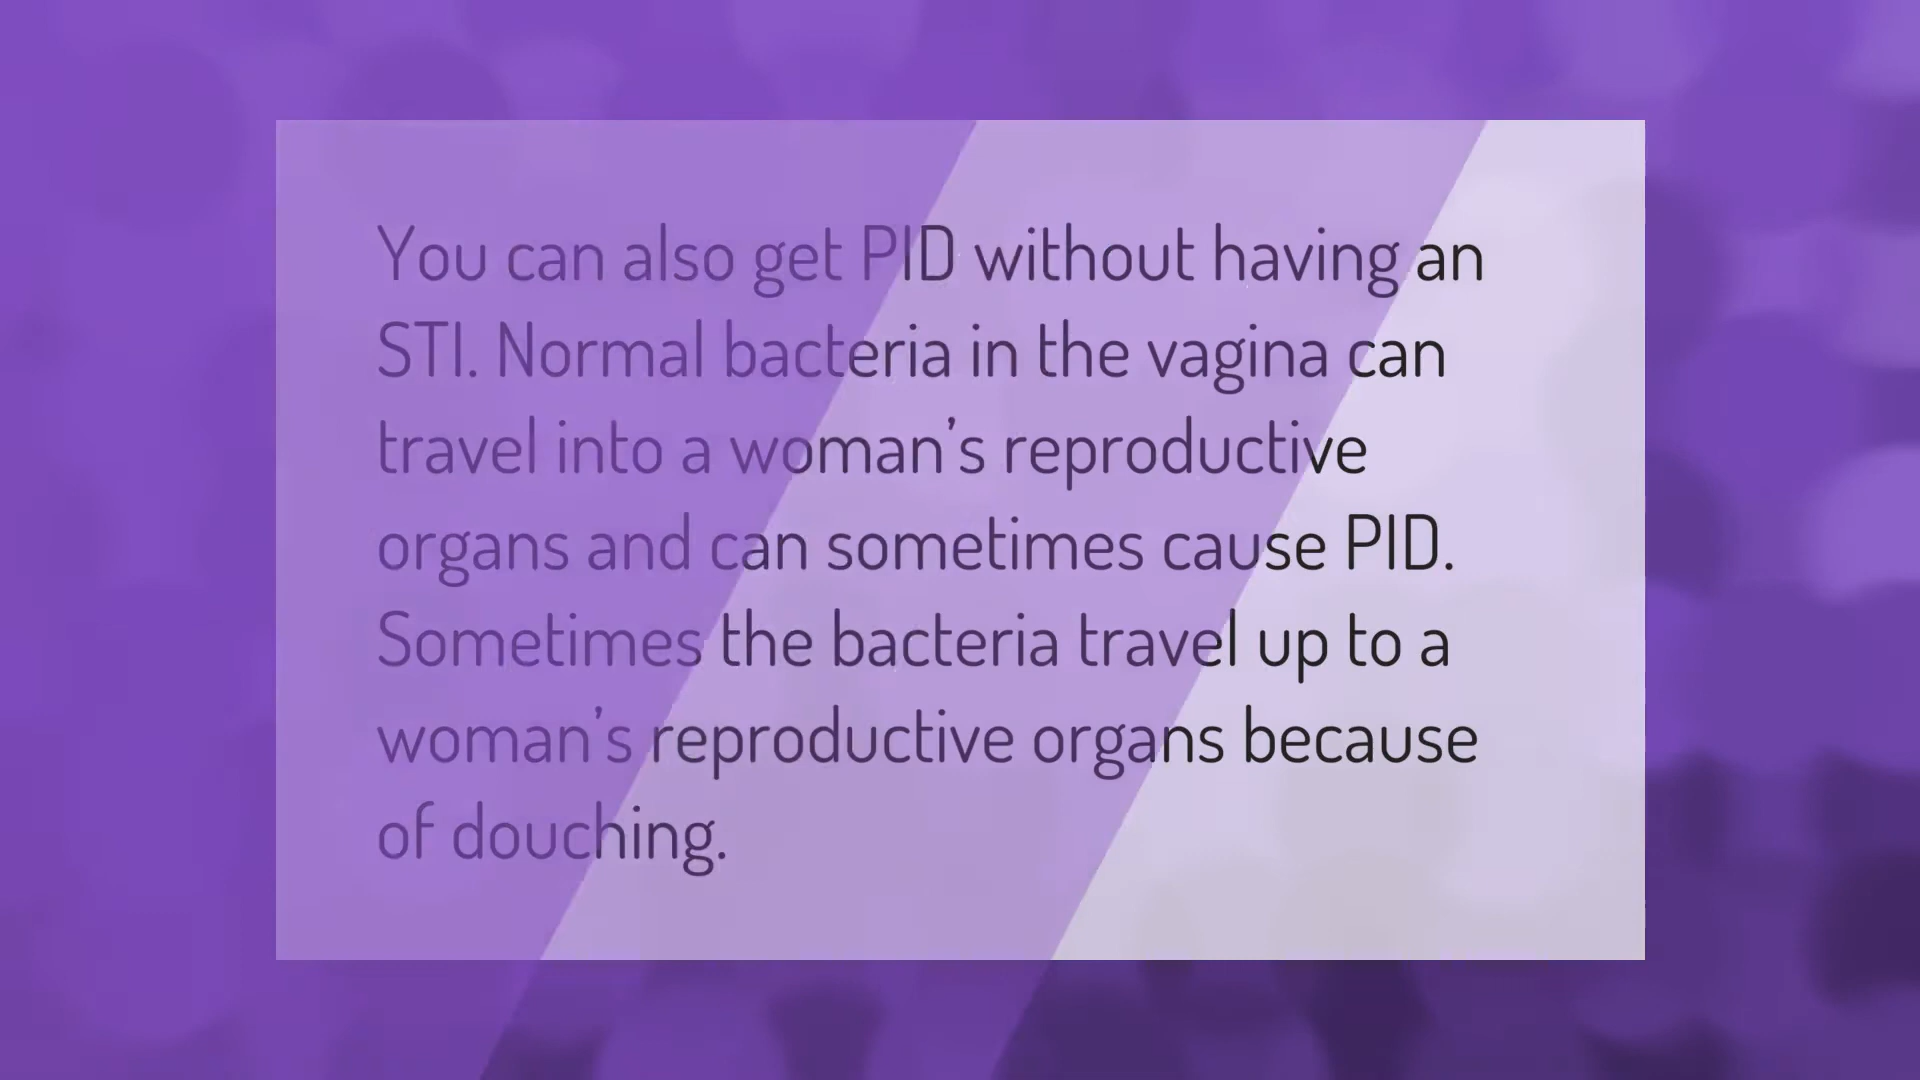 You can also get PID without having an
STI. Normal bacteria in the vagina can
travel into a woman’s reproductive
organs and can sometimes cause PID.
Sometimes the bacteria travel up to a
woman’s reproductive organs because
of douching.